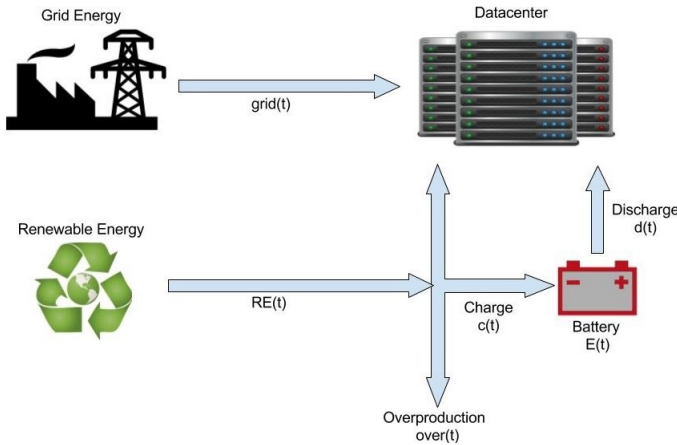 Grid Energy
Datacenter
grid(t)
Renewable Energy
RE(t)
Discharge
d(t)
Charge
c(t)
Battery
E(t)
Overproduction
over(t)